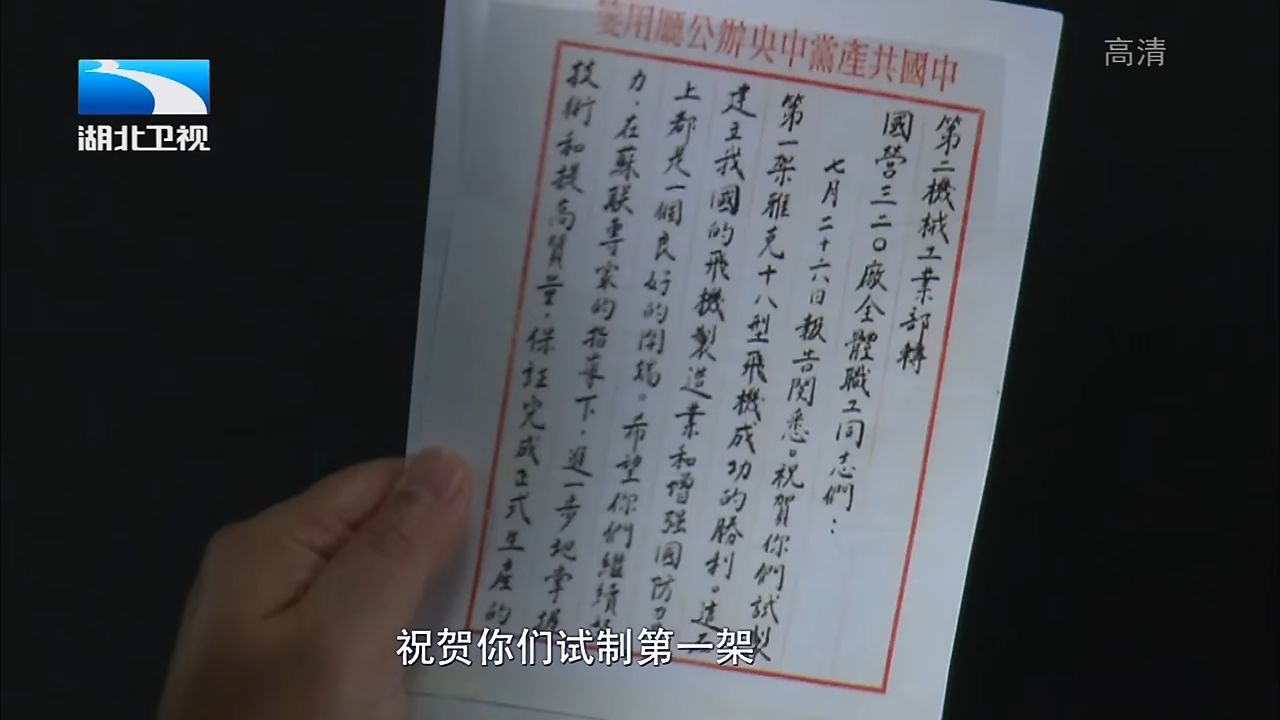 湖北卫视
高清
中國共產黨中央辦公廳用箋
第二機械工業部轉
國營三二〇廠全體職工同志們：
七月二十六日報告閱悉。祝賀你們試製
第一架雅克十八型飛機成功的勝利。這在
建立我國的飛機製造業和增强國防力量
上都是一個良好的開端。希望你們繼續努
力，在蘇联專家的指導下，進一步地掌握
技術和提高質量，保証完成正式生產的
祝贺你们试制第一架